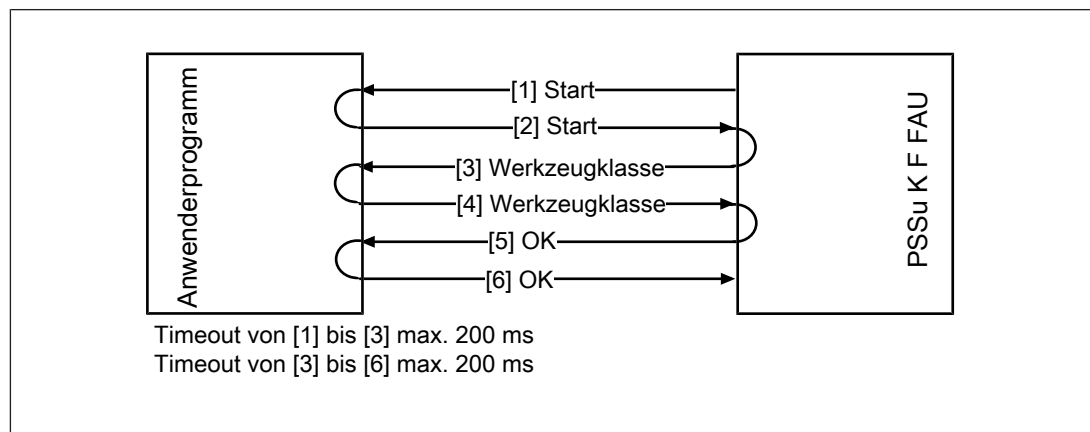 Anwenderprogramm
[1] Start
[2] Start
[3] Werkzeugklasse
[4] Werkzeugklasse
[5] OK
[6] OK
PSSu K F FAU
Timeout von [1] bis [3] max. 200 ms
Timeout von [3] bis [6] max. 200 ms